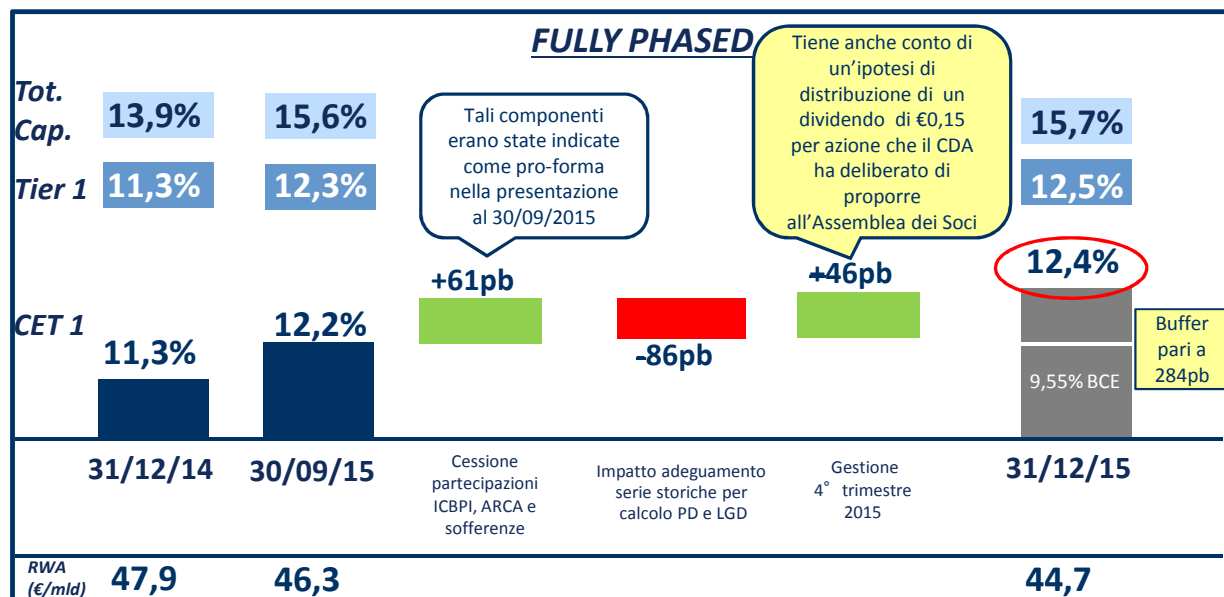 FULLY PHASED
Tot.
Cap.
13,9%
15,6%
15,7%
Tier 1
11,3%
12,3%
12,5%
Tali componenti
erano state indicate
come pro-forma
nella presentazione
al 30/09/2015
Tiene anche conto di
un’ipotesi di
distribuzione di un
dividendo di €0,15
per azione che il CDA
ha deliberato di
proporre
all’Assemblea dei Soci
CET 1
11,3%
12,2%
+61pb
-86pb
+46pb
12,4%
9,55% BCE
Buffer
pari a
284pb
31/12/14
30/09/15
Cessione
partecipazioni
ICBPI, ARCA e
sofferenze
Impatto adeguamento
serie storiche per
calcolo PD e LGD
Gestione
4° trimestre
2015
31/12/15
RWA
(€/mld)
47,9
46,3
44,7